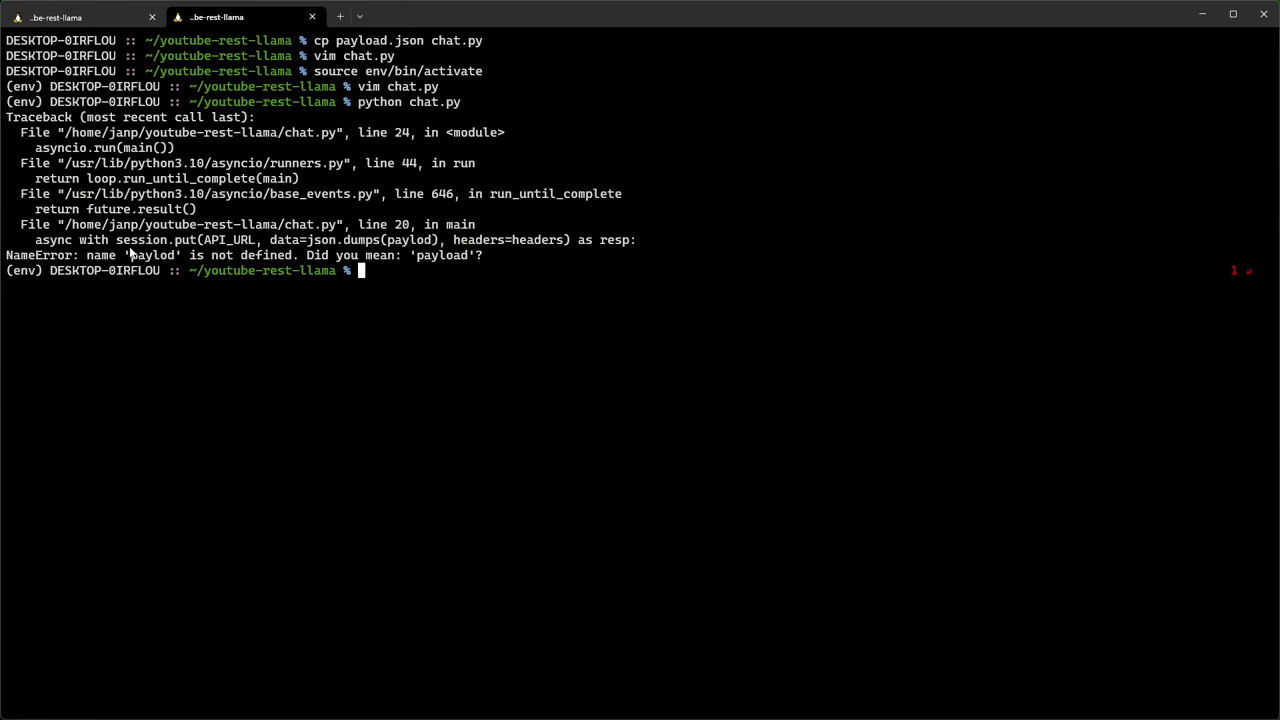 ..be-rest-llama
..be-rest-llama
DESKTOP-0IRFLOU :: ~/youtube-rest-llama % cp payload.json chat.py
DESKTOP-0IRFLOU :: ~/youtube-rest-llama % vim chat.py
DESKTOP-0IRFLOU :: ~/youtube-rest-llama % source env/bin/activate
(env) DESKTOP-0IRFLOU :: ~/youtube-rest-llama % vim chat.py
(env) DESKTOP-0IRFLOU :: ~/youtube-rest-llama % python chat.py
Traceback (most recent call last):
  File "/home/janp/youtube-rest-llama/chat.py", line 24, in <module>
    asyncio.run(main())
  File "/usr/lib/python3.10/asyncio/runners.py", line 44, in run
    return loop.run_until_complete(main)
  File "/usr/lib/python3.10/asyncio/base_events.py", line 646, in run_until_complete
    return future.result()
  File "/home/janp/youtube-rest-llama/chat.py", line 20, in main
    async with session.put(API_URL, data=json.dumps(paylod), headers=headers) as resp:
NameError: name 'paylod' is not defined. Did you mean: 'payload'?
(env) DESKTOP-0IRFLOU :: ~/youtube-rest-llama % 1 ↵